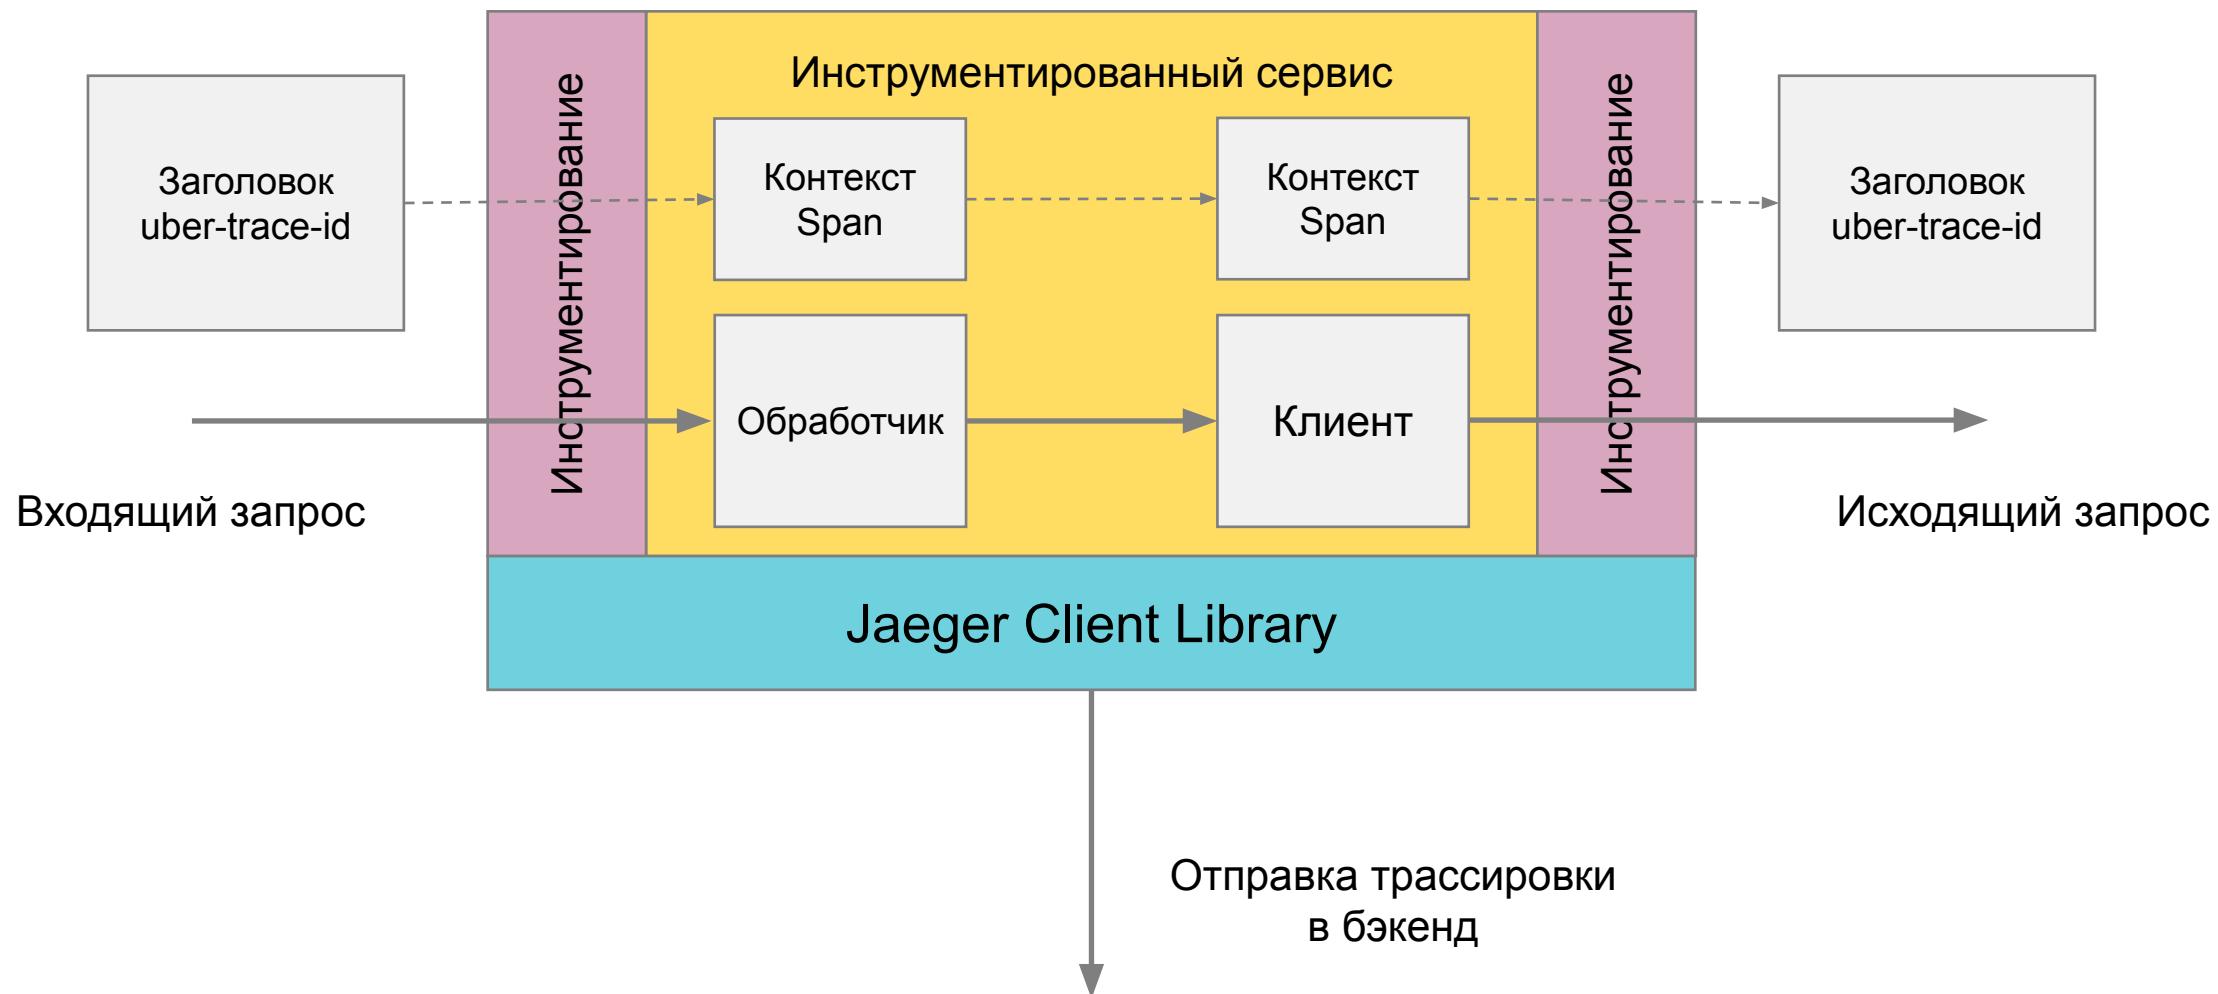 Инструментированный сервис
Заголовок
uber-trace-id
Инструментирование
Контекст
Span
Контекст
Span
Инструментирование
Заголовок
uber-trace-id
Обработчик
Клиент
Входящий запрос
Исходящий запрос
Jaeger Client Library
Отправка трассировки
в бэкенд